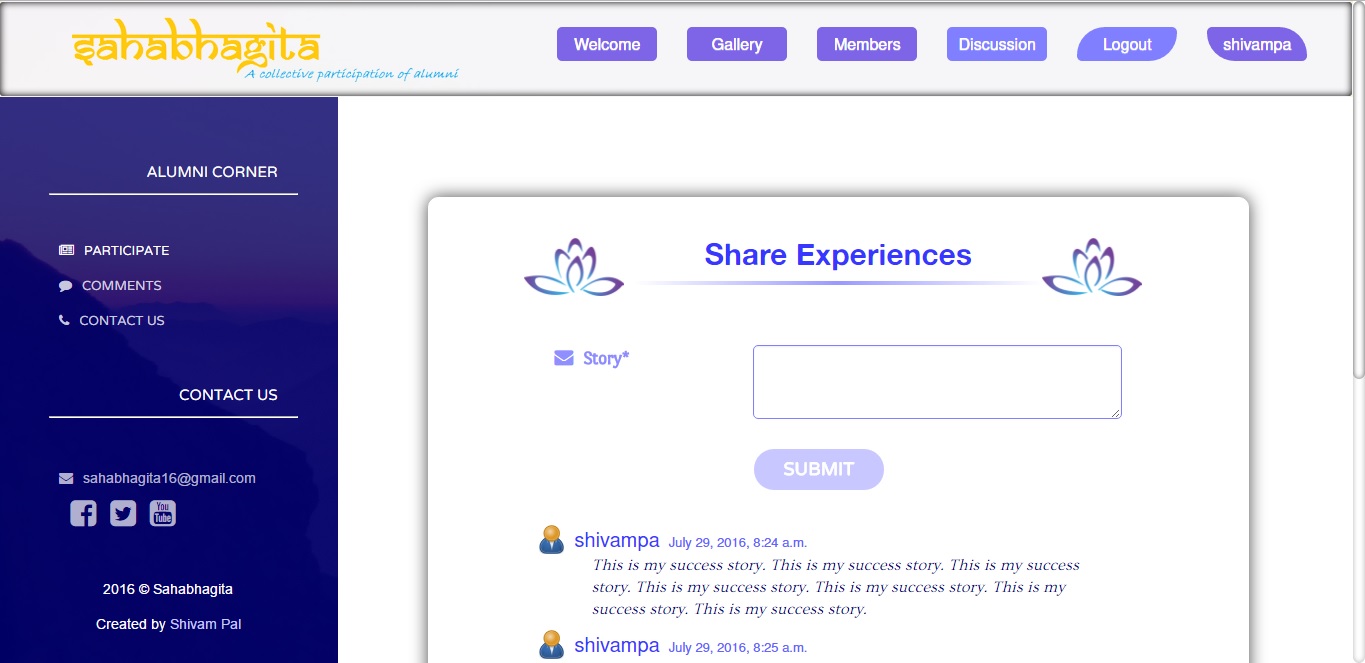 sahabhagita
A collective participation of alumni
Welcome
Gallery
Members
Discussion
Logout
shivampa
ALUMNI CORNER
PARTICIPATE
COMMENTS
CONTACT US
CONTACT US
sahabhagita16@gmail.com
You
Tube
2016 © Sahabhagita
Created by Shivam Pal
Share Experiences
Story*
SUBMIT
shivampa July 29, 2016, 8:24 a.m.
This is my success story. This is my success story. This is my success
story. This is my success story. This is my success story. This is my
success story. This is my success story.
shivampa July 29, 2016, 8:25 a.m.